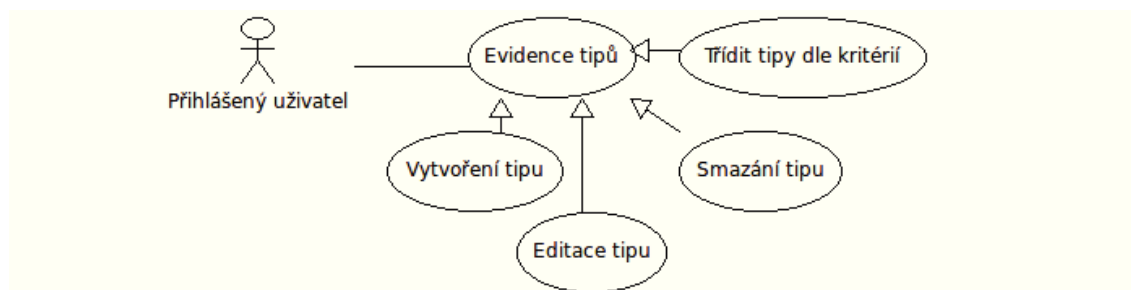 Evidence tipů
Třídit tipy dle kritérií
Přihlášený uživatel
Vytvoření tipu
Smazání tipu
Editace tipu